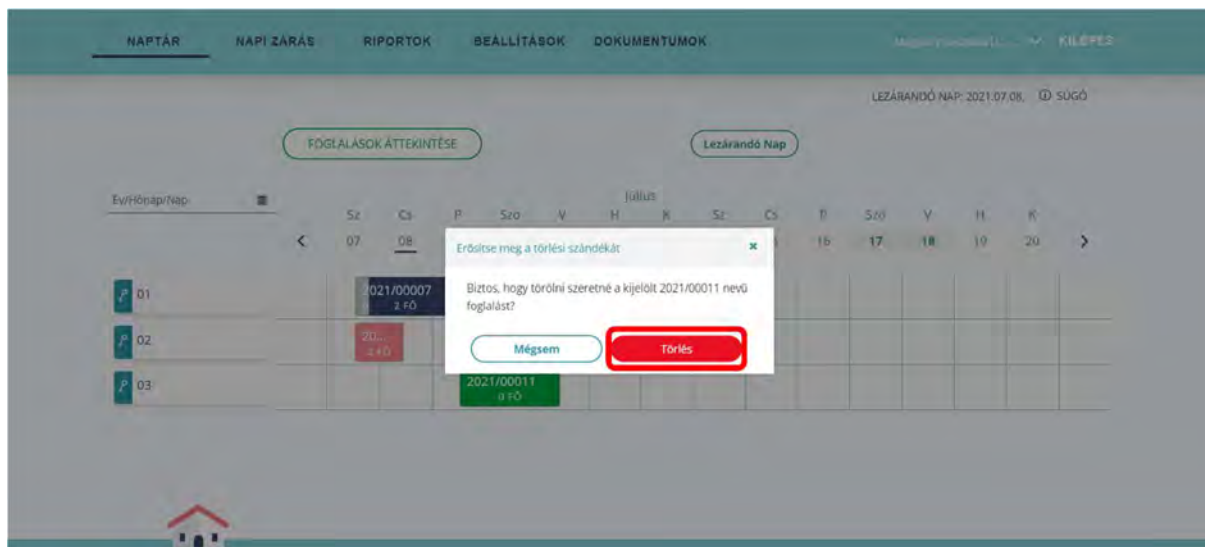 NAPTÁR NAPI ZÁRÁS RIPORTOK BEÁLLÍTÁSOK DOKUMENTUMOK KILÉPÉS
LEZÁRANDÓ NAP: 2021.07.08. SÚGÓ
FOGLALÁSOK ÁTTEKINTÉSE Lezárandó Nap
Év/Hónap/Nap Július
Sz Cs P Szo V H K Sz Cs P Szo V H K
07 08 16 17 18 19 20
Erősítse meg a törlési szándékát
01 2021/00007
2 FŐ
Biztos, hogy törölni szeretné a kijelölt 2021/00011 nevű
foglalást?
02 20...
2 FŐ
Mégsem Törlés
03 2021/00011
0 FŐ